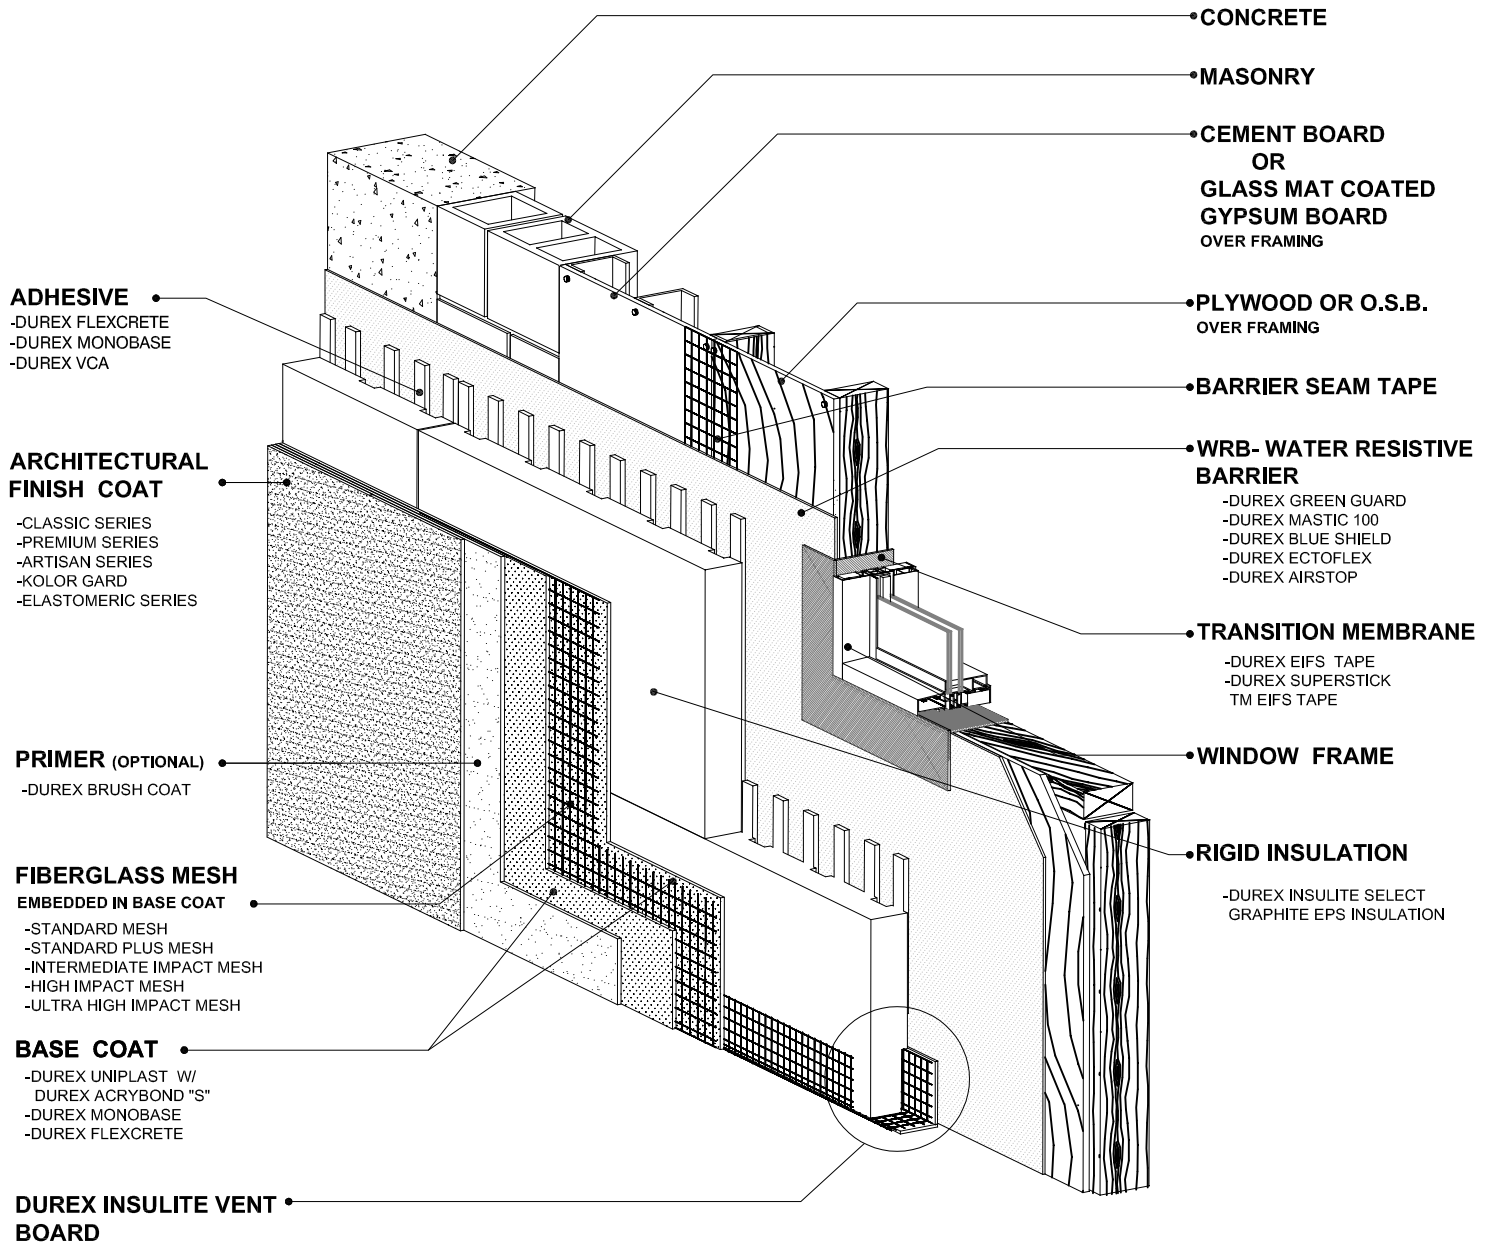 CONCRETE
MASONRY
CEMENT BOARD
OR
GLASS MAT COATED
GYPSUM BOARD
OVER FRAMING
PLYWOOD OR O.S.B.
OVER FRAMING
BARRIER SEAM TAPE
WRB- WATER RESISTIVE
BARRIER
-DUREX GREEN GUARD
-DUREX MASTIC 100
-DUREX BLUE SHIELD
-DUREX ECTOFLEX
-DUREX AIRSTOP
TRANSITION MEMBRANE
-DUREX EIFS TAPE
-DUREX SUPERSTICK
TM EIFS TAPE
WINDOW FRAME
RIGID INSULATION
-DUREX INSULITE SELECT
GRAPHITE EPS INSULATION
ADHESIVE
-DUREX FLEXCRETE
-DUREX MONOBASE
-DUREX VCA
ARCHITECTURAL
FINISH COAT
-CLASSIC SERIES
-PREMIUM SERIES
-ARTISAN SERIES
-KOLOR GARD
-ELASTOMERIC SERIES
PRIMER (OPTIONAL)
-DUREX BRUSH COAT
FIBERGLASS MESH
EMBEDDED IN BASE COAT
-STANDARD MESH
-STANDARD PLUS MESH
-INTERMEDIATE IMPACT MESH
-HIGH IMPACT MESH
-ULTRA HIGH IMPACT MESH
BASE COAT
-DUREX UNIPLAST W/
DUREX ACRYBOND "S"
-DUREX MONOBASE
-DUREX FLEXCRETE
DUREX INSULITE VENT
BOARD